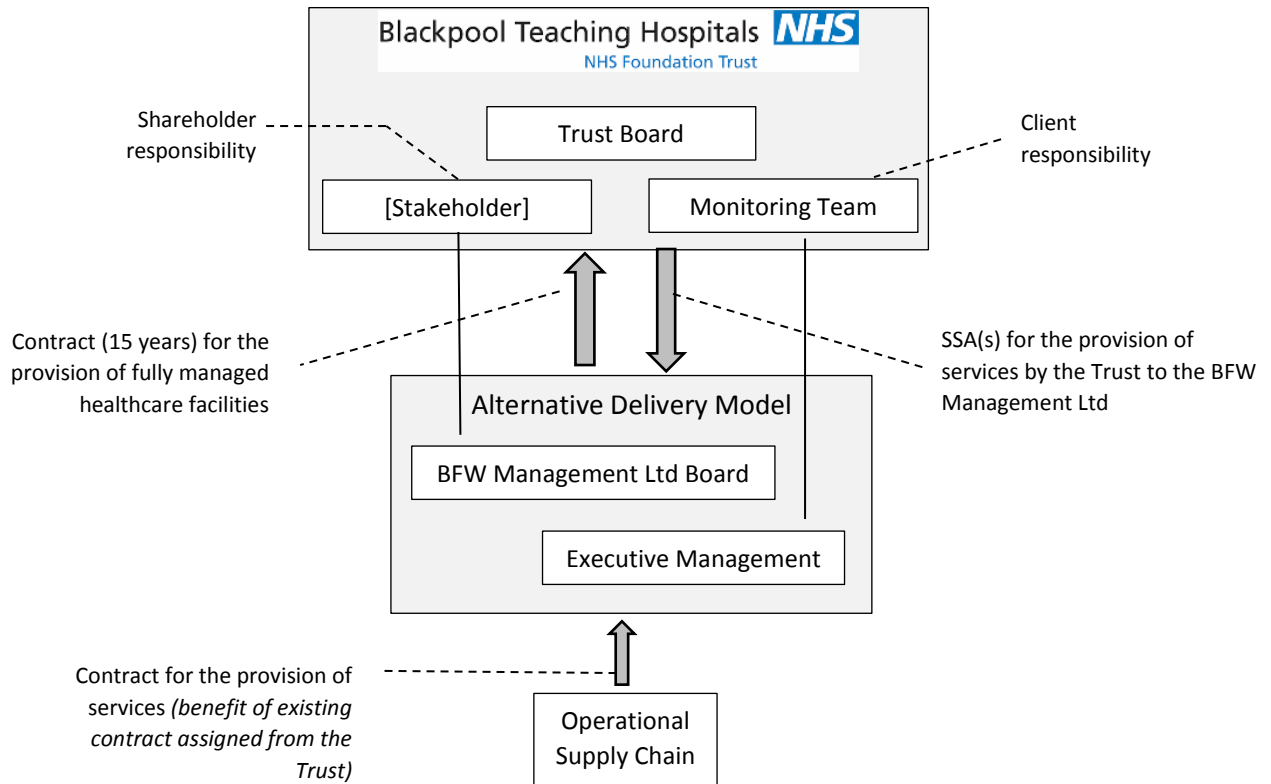 Blackpool Teaching Hospitals NHS
NHS Foundation Trust
Trust Board
Shareholder
responsibility
Client
responsibility
[Stakeholder]
Monitoring Team
Contract (15 years) for the
provision of fully managed
healthcare facilities
SSA(s) for the provision of
services by the Trust to the BFW
Management Ltd
Alternative Delivery Model
BFW Management Ltd Board
Executive Management
Contract for the provision of
services (benefit of existing
contract assigned from the
Trust)
Operational
Supply Chain